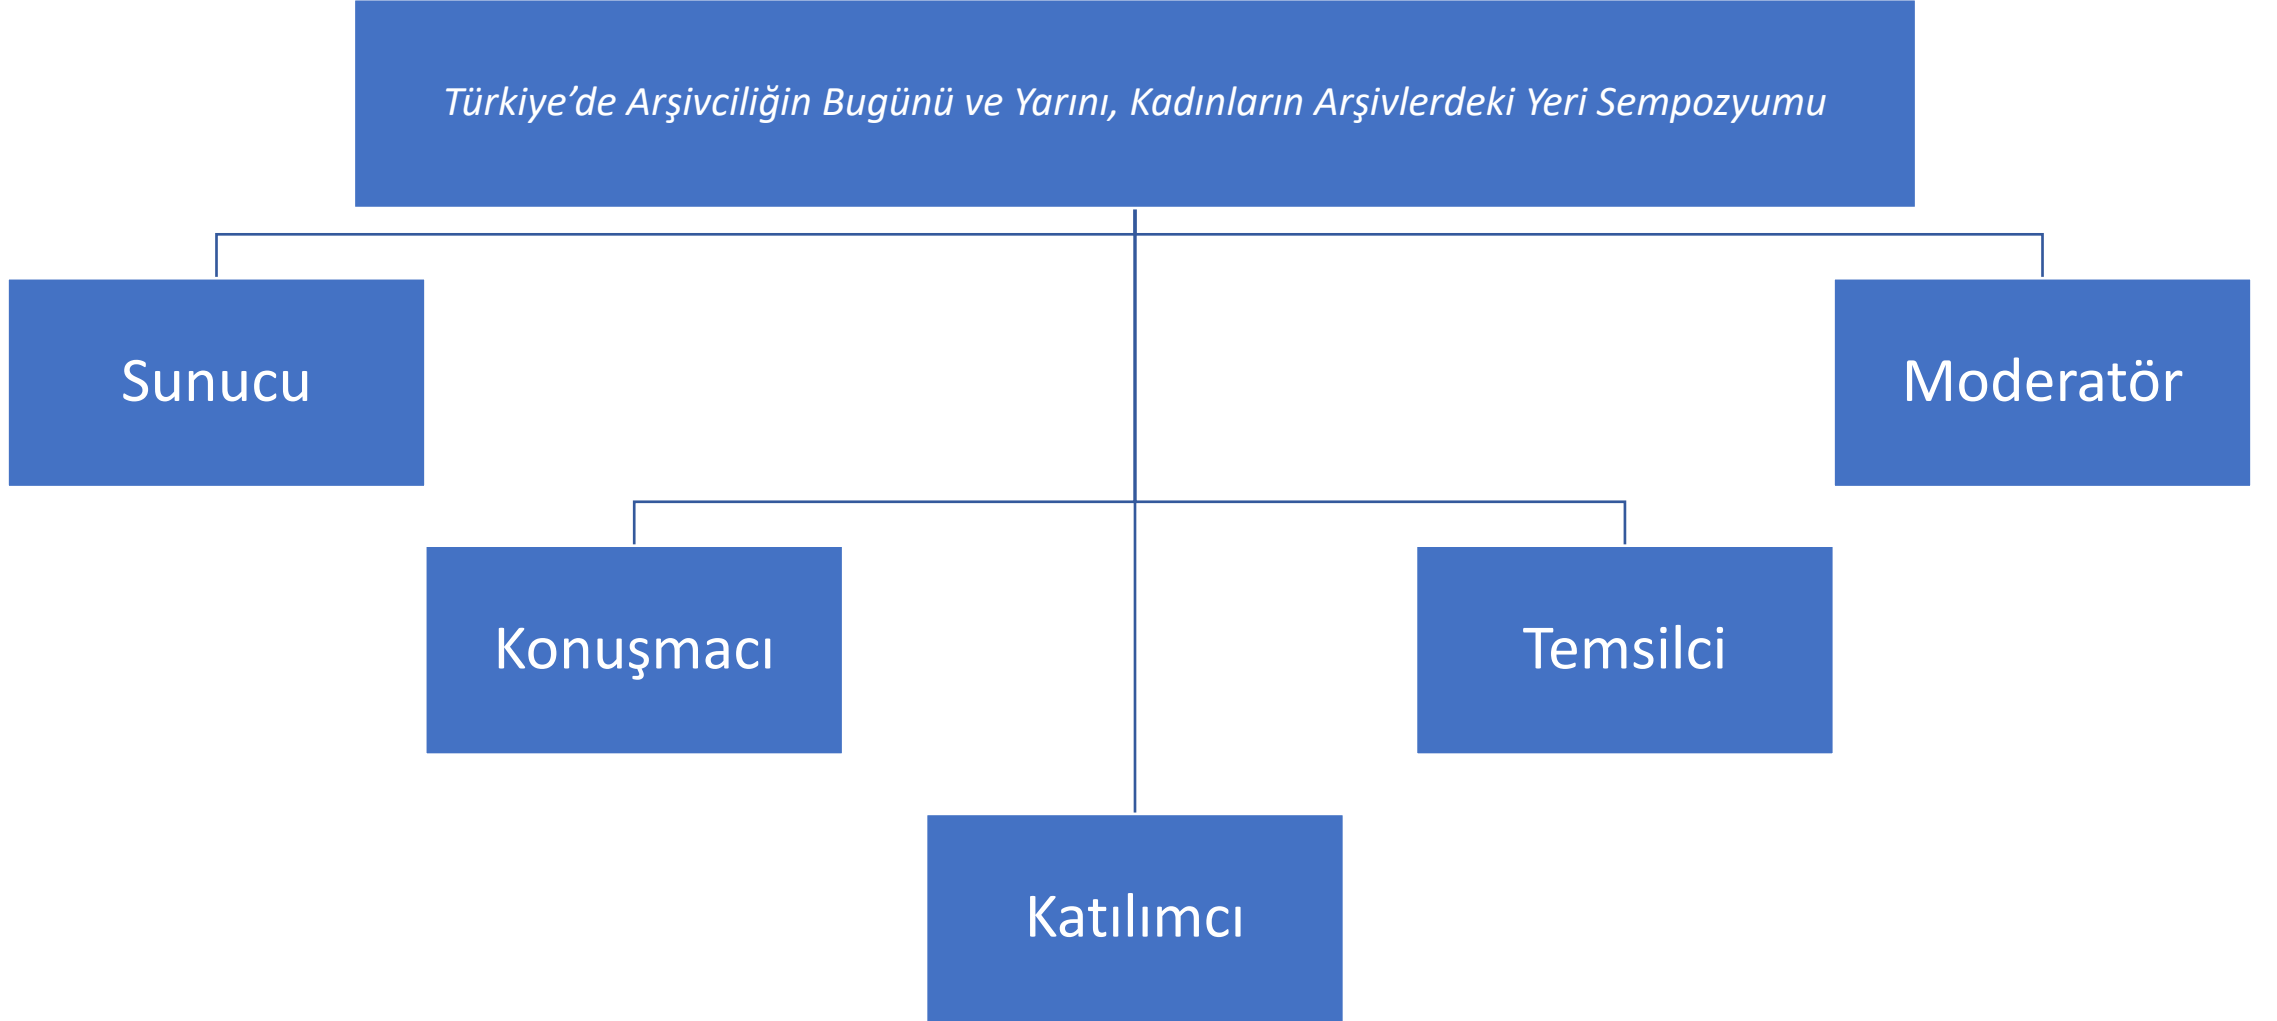 Türkiye’de Arşivciliğin Bugünü ve Yarını, Kadınların Arşivlerdeki Yeri Sempozyumu
Sunucu
Moderatör
Konuşmacı
Temsilci
Katılımcı